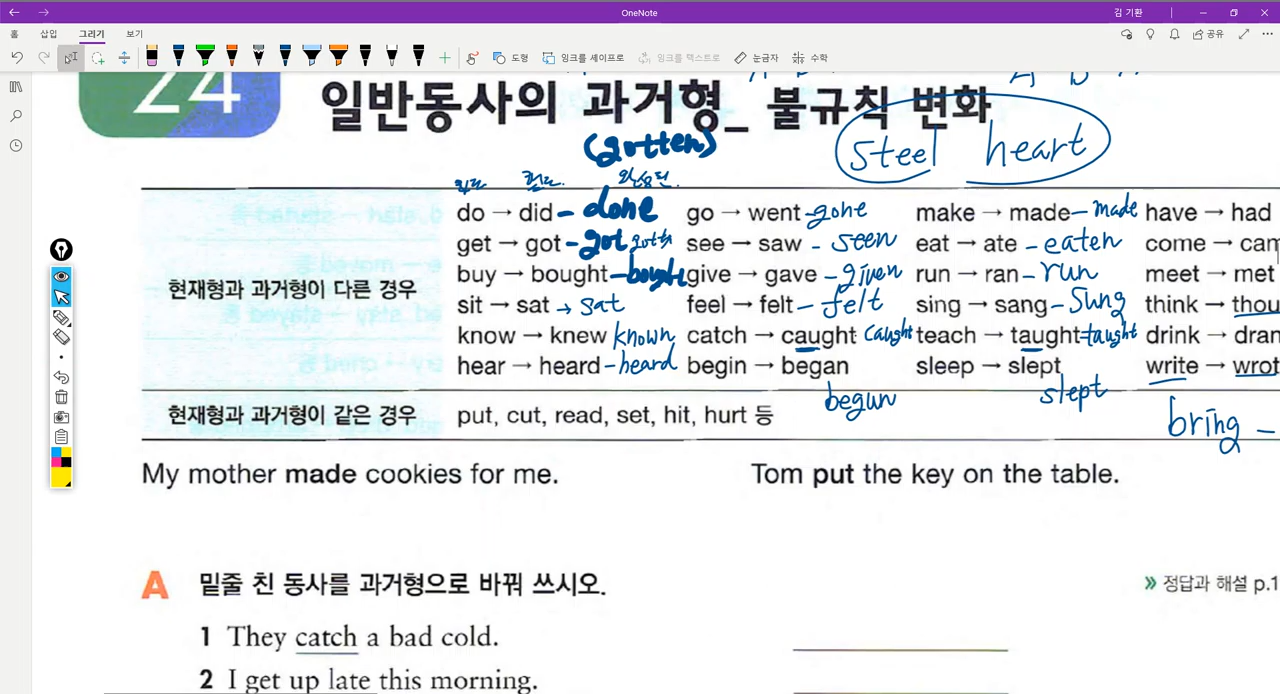 OneNote
김 기환
홈 삽입 그리기 보기
공유
도형 잉크를 셰이프로 잉크를 텍스트로 눈금자 수학
24 일반동사의 과거형_ 불규칙 변화
(gotten) steel heart
현재형과 과거형이 다른 경우
do → did - done go → went - gone make → made - made have → had
get → got - got see → saw - seen eat → ate - eaten come → cam
buy → bought - bought give → gave - given run → ran - run meet → met
sit → sat → sat feel → felt - felt sing → sang - sung think → thou
know → knew known catch → caught caught teach → taught - taught drink → dran
hear → heard - heard begin → began sleep → slept write → wrot
begun slept
현재형과 과거형이 같은 경우 put, cut, read, set, hit, hurt 등 bring -
My mother made cookies for me. Tom put the key on the table.
A 밑줄 친 동사를 과거형으로 바꿔 쓰시오. » 정답과 해설 p.1
1 They catch a bad cold.
2 I get up late this morning.